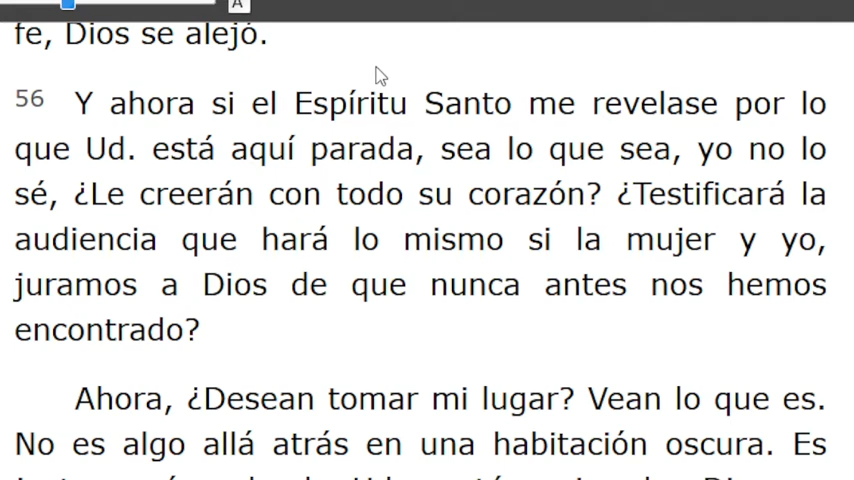 A
fe, Dios se alejó.
56 Y ahora si el Espíritu Santo me revelase por lo
que Ud. está aquí parada, sea lo que sea, yo no lo
sé, ¿Le creerán con todo su corazón? ¿Testificará la
audiencia que hará lo mismo si la mujer y yo,
juramos a Dios de que nunca antes nos hemos
encontrado?
Ahora, ¿Desean tomar mi lugar? Vean lo que es.
No es algo allá atrás en una habitación oscura. Es